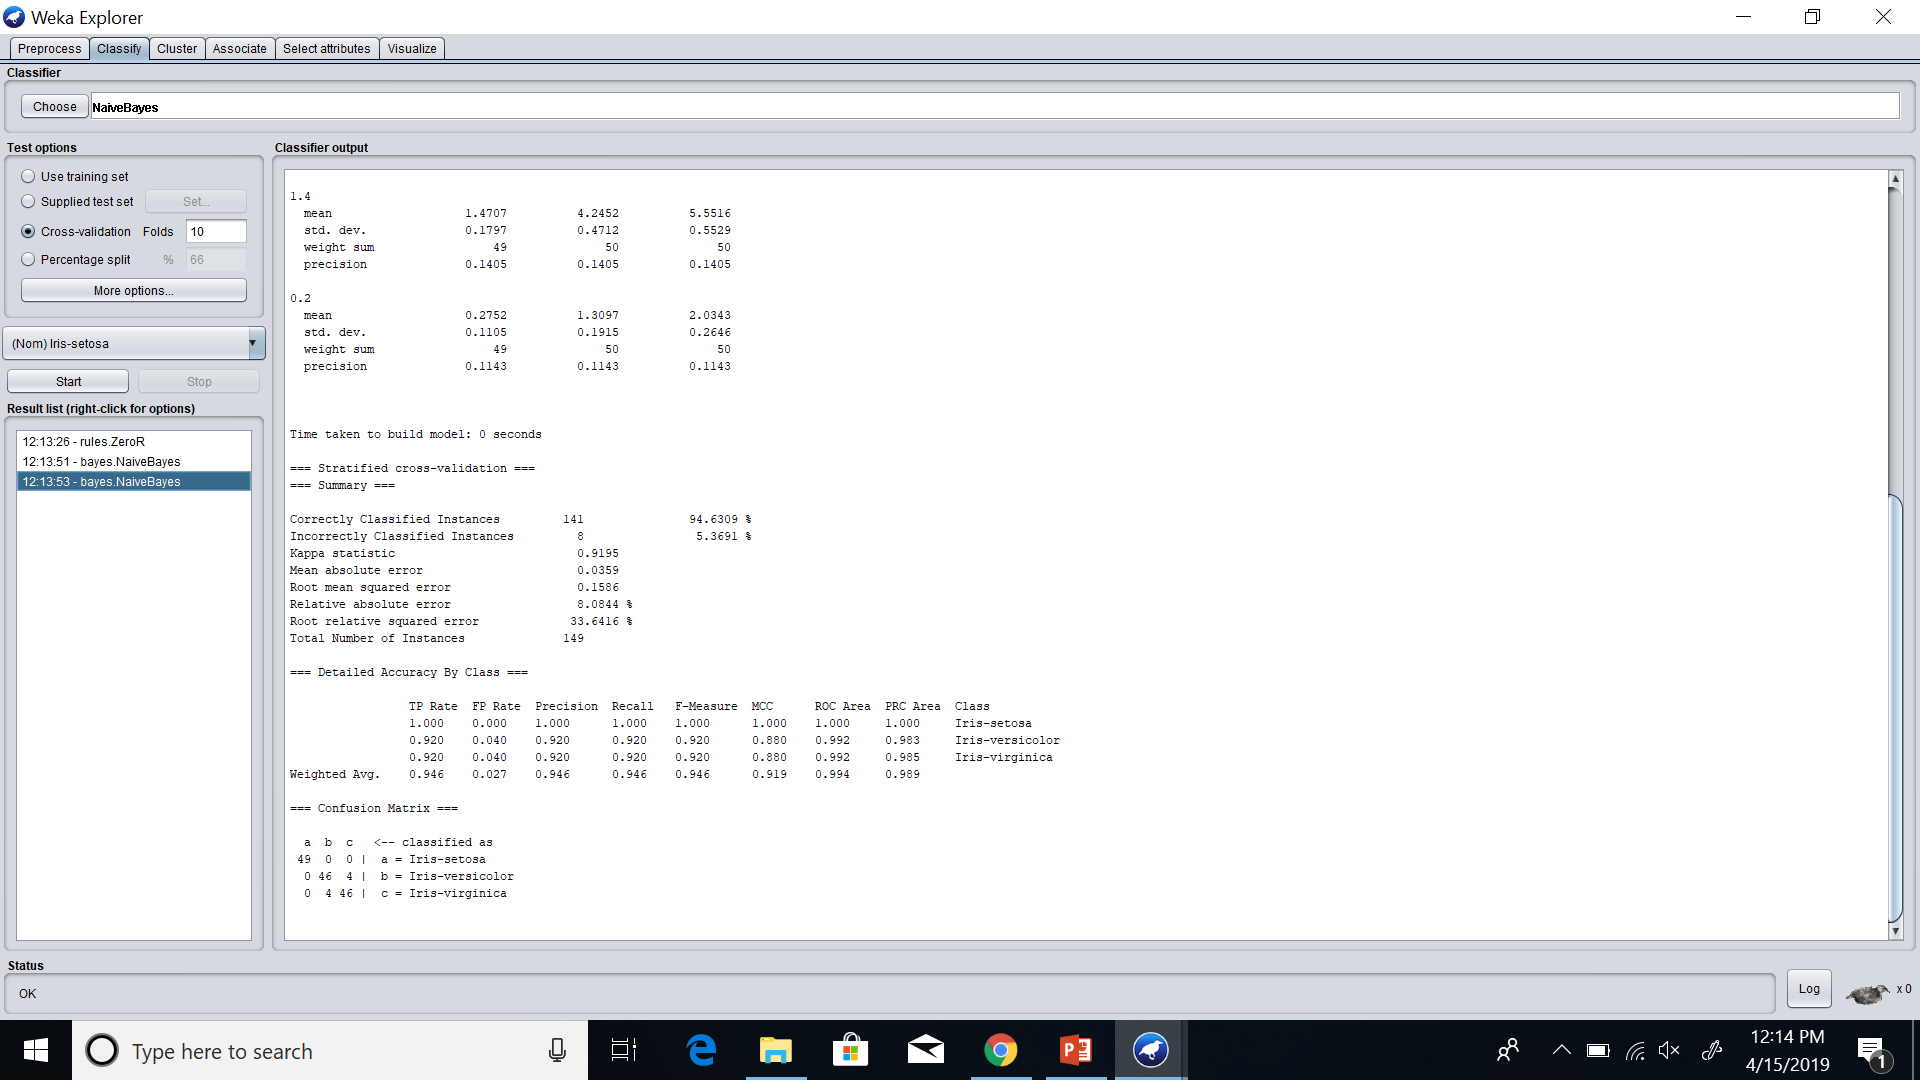 Weka Explorer
Preprocess Classify Cluster Associate Select attributes Visualize
Classifier
Choose NaiveBayes
Test options
Use training set
Supplied test set Set...
Cross-validation Folds 10
Percentage split % 66
More options...
(Nom) Iris-setosa
Start Stop
Result list (right-click for options)
12:13:26 - rules.ZeroR
12:13:51 - bayes.NaiveBayes
12:13:53 - bayes.NaiveBayes
Classifier output
1.4
mean 1.4707 4.2452 5.5516
std. dev. 0.1797 0.4712 0.5529
weight sum 49 50 50
precision 0.1405 0.1405 0.1405
0.2
mean 0.2752 1.3097 2.0343
std. dev. 0.1105 0.1915 0.2646
weight sum 49 50 50
precision 0.1143 0.1143 0.1143
Time taken to build model: 0 seconds
=== Stratified cross-validation ===
=== Summary ===
Correctly Classified Instances 141 94.6309 %
Incorrectly Classified Instances 8 5.3691 %
Kappa statistic 0.9195
Mean absolute error 0.0359
Root mean squared error 0.1586
Relative absolute error 8.0844 %
Root relative squared error 33.6416 %
Total Number of Instances 149
=== Detailed Accuracy By Class ===
TP Rate FP Rate Precision Recall F-Measure MCC ROC Area PRC Area Class
1.000 0.000 1.000 1.000 1.000 1.000 1.000 1.000 Iris-setosa
0.920 0.040 0.920 0.920 0.920 0.880 0.992 0.983 Iris-versicolor
0.920 0.040 0.920 0.920 0.920 0.880 0.992 0.985 Iris-virginica
Weighted Avg. 0.946 0.027 0.946 0.946 0.946 0.919 0.994 0.989
=== Confusion Matrix ===
a b c <-- classified as
49 0 0 | a = Iris-setosa
0 46 4 | b = Iris-versicolor
0 4 46 | c = Iris-virginica
Status
OK
Log
x 0
Type here to search
12:14 PM
4/15/2019
1